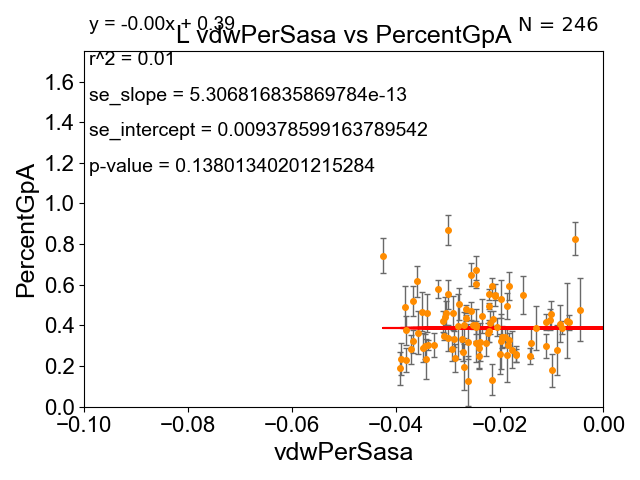 y = -0.00x + 0.39
N = 246
L vdwPerSasa vs PercentGpA
r^2 = 0.01
se_slope = 5.306816835869784e-13
se_intercept = 0.009378599163789542
p-value = 0.13801340201215284
PercentGpA
1.6
1.4
1.2
1.0
0.8
0.6
0.4
0.2
0.0
−0.10
−0.08
−0.06
−0.04
−0.02
0.00
vdwPerSasa